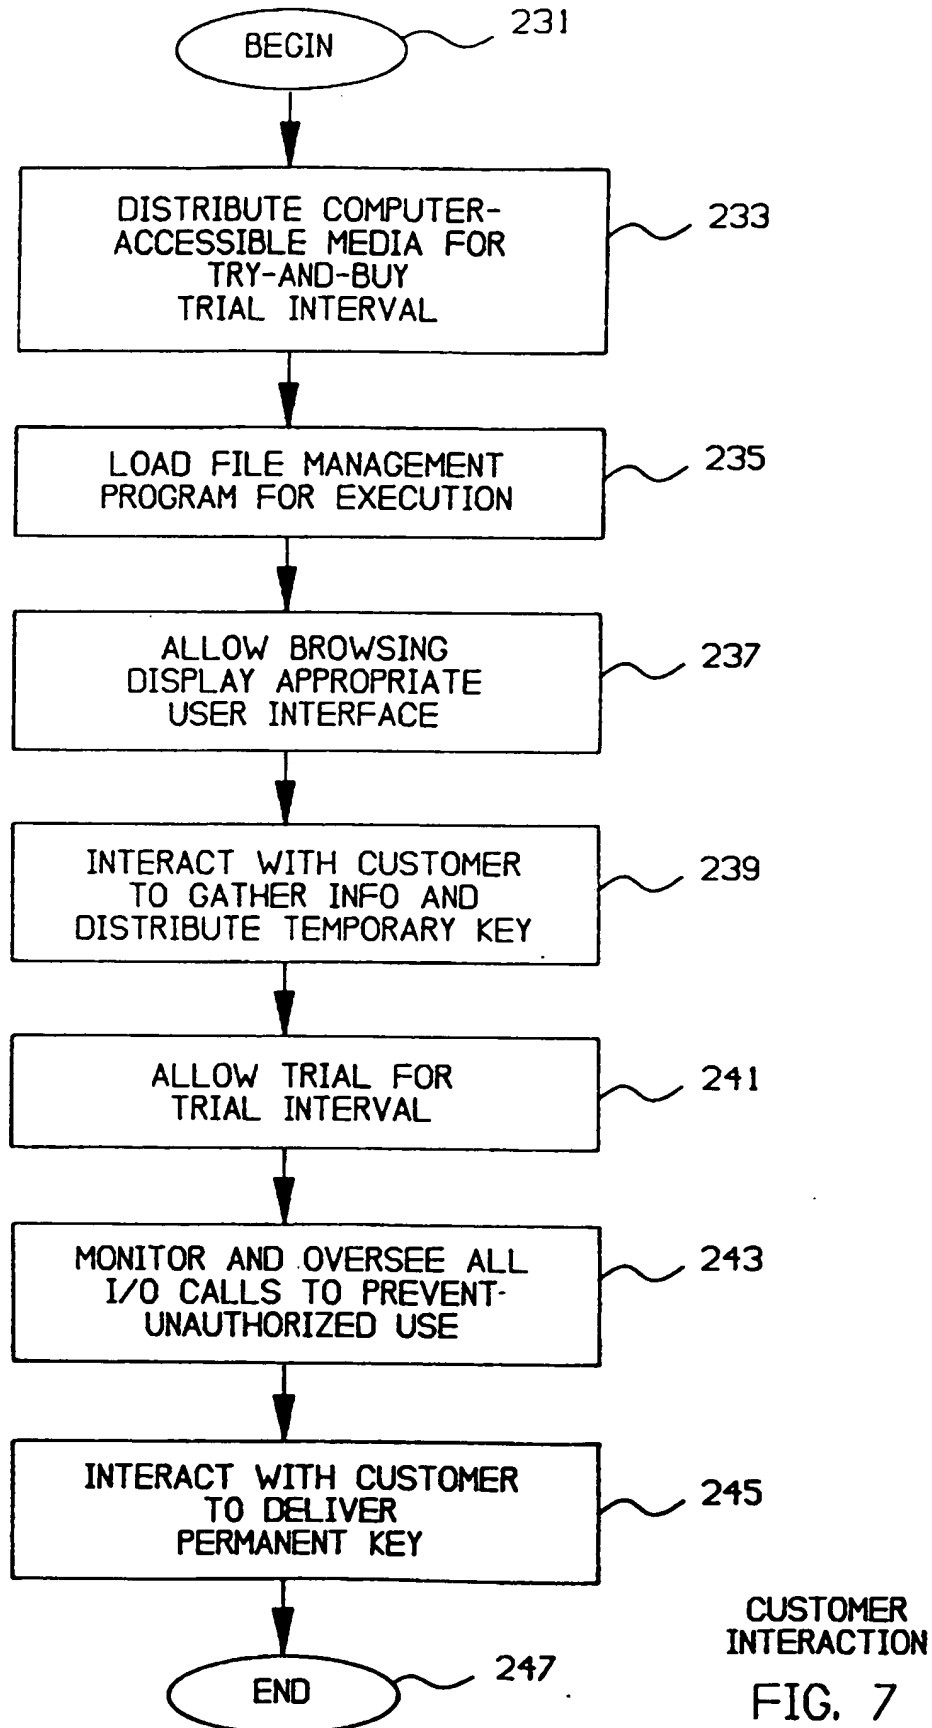 BEGIN
231
DISTRIBUTE COMPUTER-
ACCESSIBLE MEDIA FOR
TRY-AND-BUY
TRIAL INTERVAL
233
LOAD FILE MANAGEMENT
PROGRAM FOR EXECUTION
235
ALLOW BROWSING
DISPLAY APPROPRIATE
USER INTERFACE
237
INTERACT WITH CUSTOMER
TO GATHER INFO AND
DISTRIBUTE TEMPORARY KEY
239
ALLOW TRIAL FOR
TRIAL INTERVAL
241
MONITOR AND OVERSEE ALL
I/O CALLS TO PREVENT-
UNAUTHORIZED USE
243
INTERACT WITH CUSTOMER
TO DELIVER
PERMANENT KEY
245
END
247
CUSTOMER
INTERACTION
FIG. 7